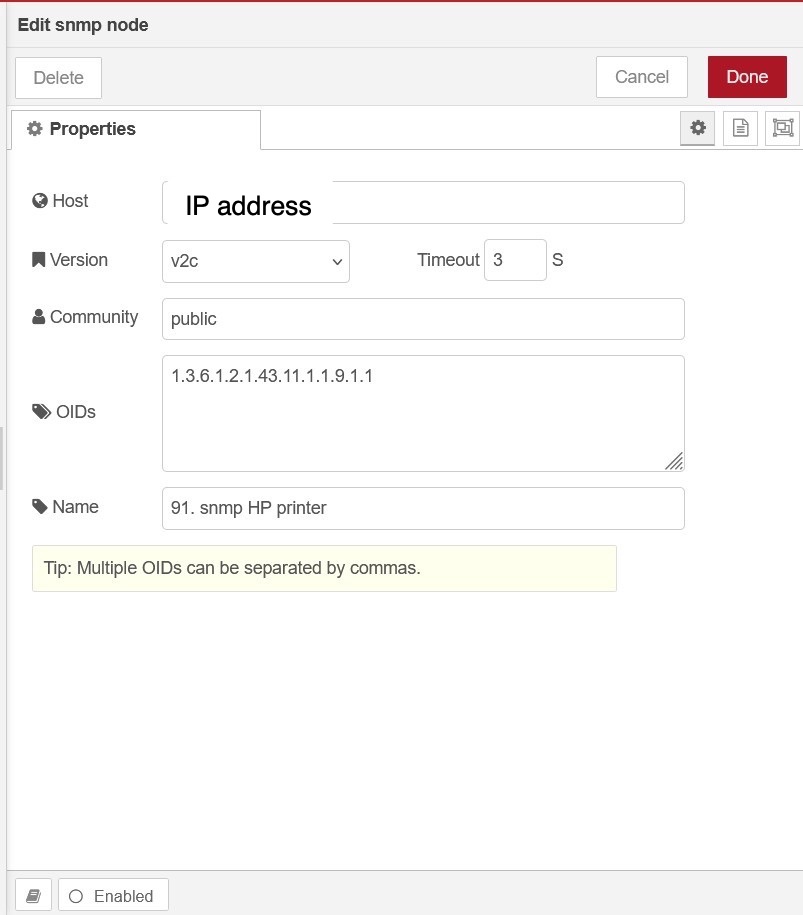 Edit snmp node
Delete
Cancel
Done
Properties
Host
IP address
Version
v2c
Timeout
3
S
Community
public
OIDs
1.3.6.1.2.1.43.11.1.1.9.1.1
Name
91. snmp HP printer
Tip: Multiple OIDs can be separated by commas.
Enabled